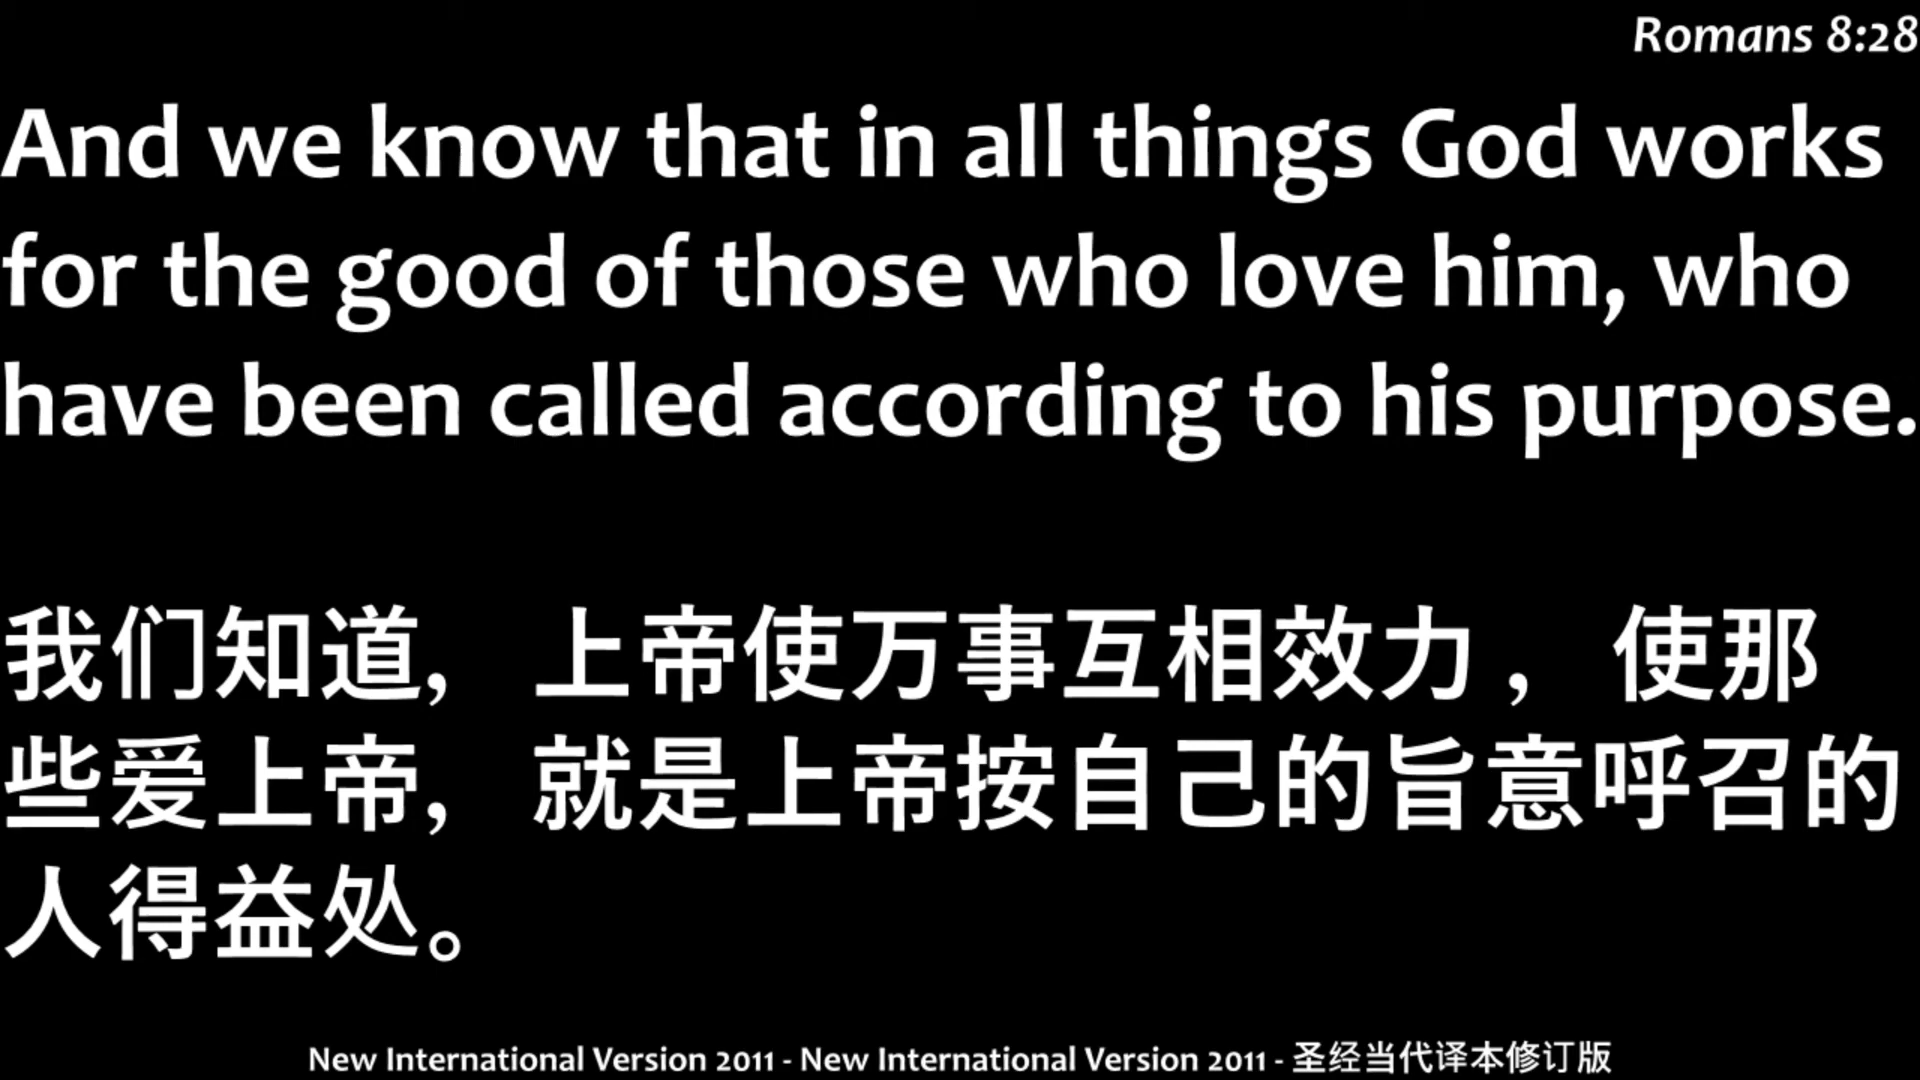 Romans 8:28
And we know that in all things God works
for the good of those who love him, who
have been called according to his purpose.
我们知道, 上帝使万事互相效力 , 使那
些爱上帝, 就是上帝按自己的旨意呼召的
人得益处。
New International Version 2011 - New International Version 2011 - 圣经当代译本修订版